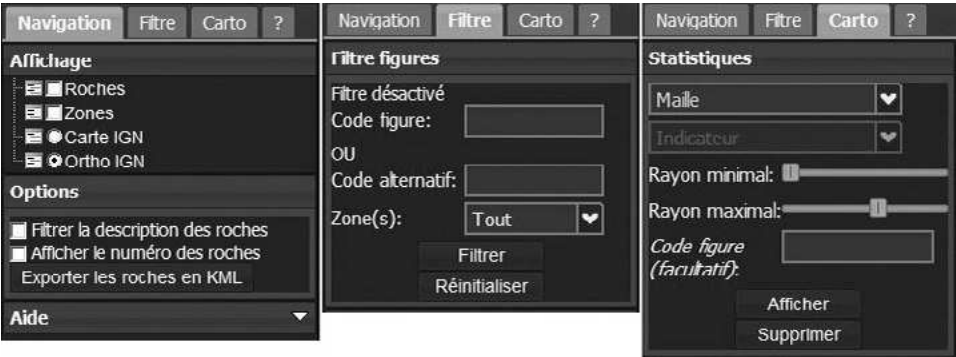 Navigation Filtre Carto ?
Affichage
Roches
Zones
Carte IGN
Ortho IGN
Options
Filtrer la description des roches
Afficher le numéro des roches
Exporter les roches en KML
Aide
Navigation Filtre Carto ?
Filtre figures
Filtre désactivé
Code figure:
OU
Code alternatif:
Zone(s): Tout
Filtrer
Réinitialiser
Navigation Filtre Carto ?
Statistiques
Maille
Indicateur
Rayon minimal:
Rayon maximal:
Code figure
(facultatif):
Afficher
Supprimer